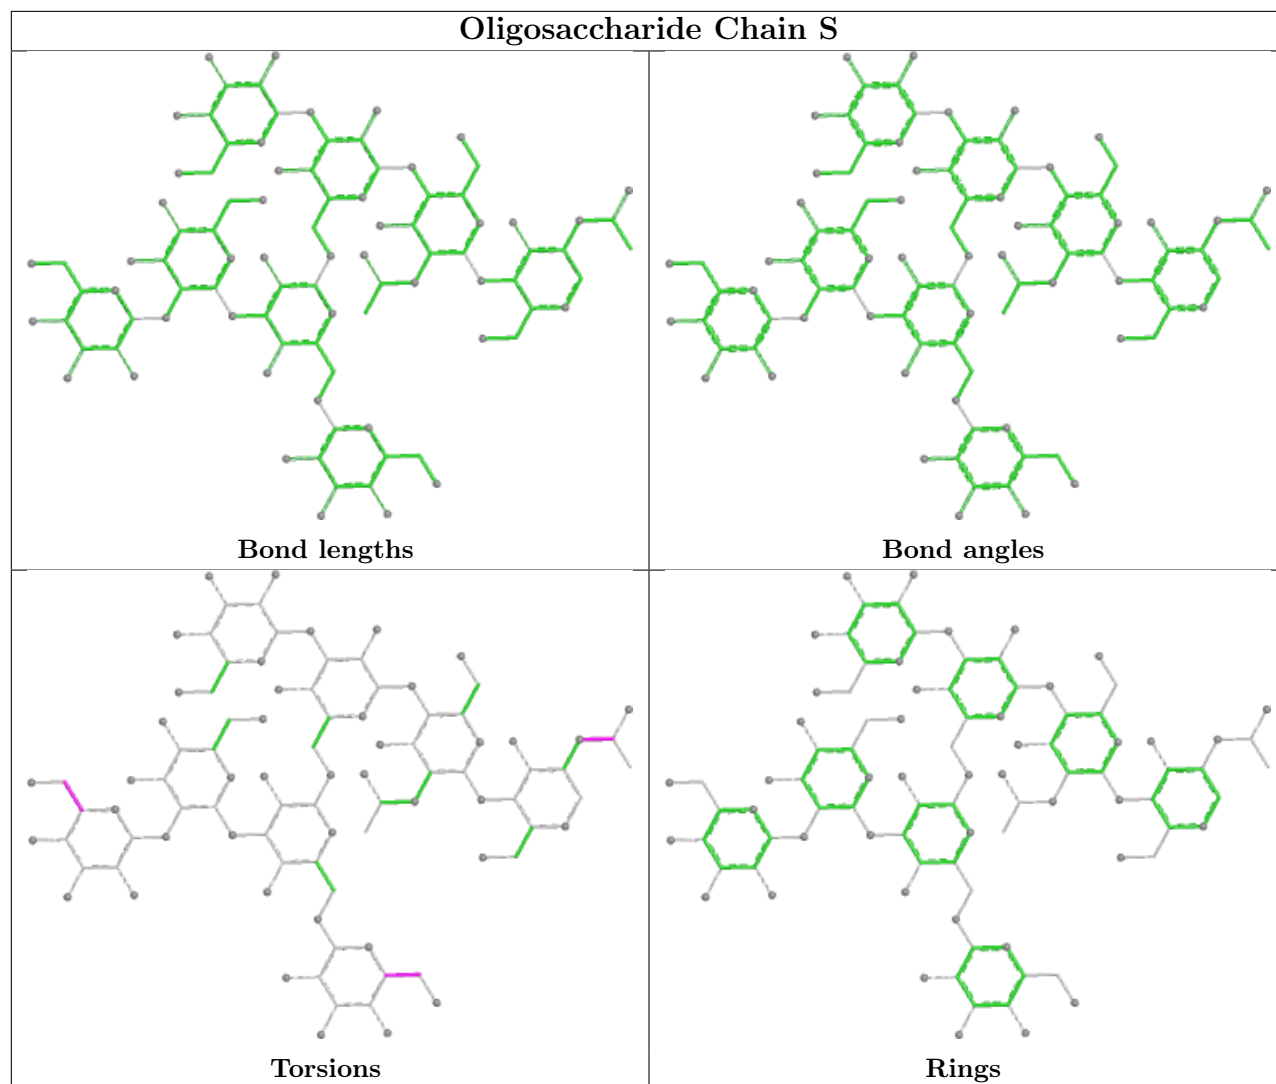 Oligosaccharide Chain S
Bond lengths
Bond angles
Torsions
Rings